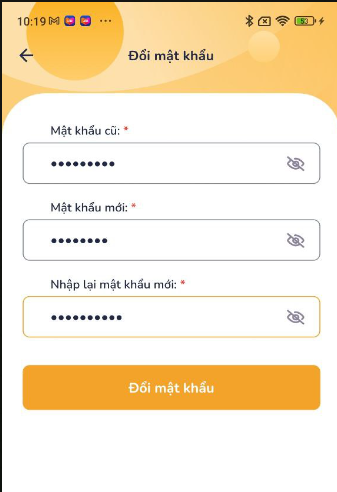 10:19
Đổi mật khẩu
Mật khẩu cũ: *
•••••••••
Mật khẩu mới: *
••••••••
Nhập lại mật khẩu mới: *
••••••••••
Đổi mật khẩu